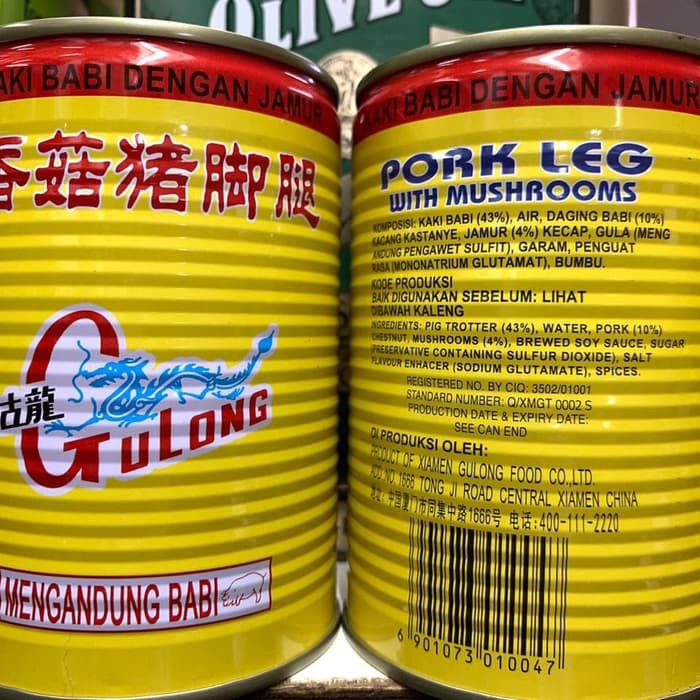 OLIVE
KAKI BABI DENGAN JAMUR
香菇猪脚腿
古龍
GULONG
MENGANDUNG BABI
KAKI BABI DENGAN JAMUR
PORK LEG
WITH MUSHROOMS
KOMPOSISI: KAKI BABI (43%), AIR, DAGING BABI (10%)
KACANG KASTANYE, JAMUR (4%) KECAP, GULA (MENG
ANDUNG PENGAWET SULFIT), GARAM, PENGUAT
RASA (MONONATRIUM GLUTAMAT), BUMBU.
KODE PRODUKSI
BAIK DIGUNAKAN SEBELUM: LIHAT
DIBAWAH KALENG
INGREDIENTS: PIG TROTTER (43%), WATER, PORK (10%)
CHESTNUT, MUSHROOMS (4%), BREWED SOY SAUCE, SUGAR
(PRESERVATIVE CONTAINING SULFUR DIOXIDE), SALT
FLAVOUR ENHACER (SODIUM GLUTAMATE), SPICES.
REGISTERED NO. BY CIQ: 3502/01001
STANDARD NUMBER: Q/XMGT 0002 S
PRODUCTION DATE & EXPIRY DATE:
SEE CAN END
DI PRODUKSI OLEH:
PRODUCT OF XIAMEN GULONG FOOD CO.,LTD.
ADD: NO 1666 TONG JI ROAD CENTRAL XIAMEN CHINA
地址: 中国厦门市同集中路1666号 电话:400-111-2220
6 901073 010047